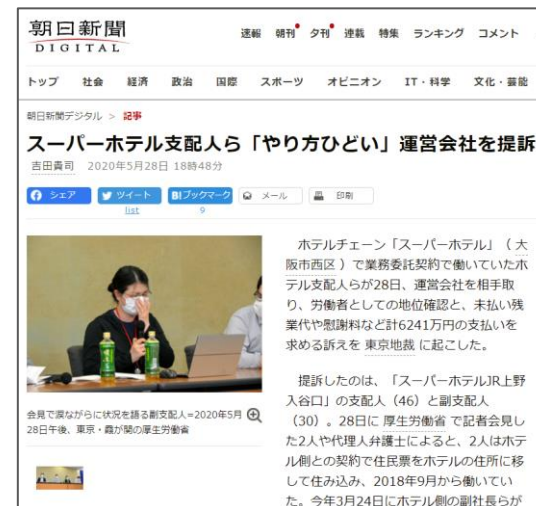 朝日新聞
DIGITAL
速報 朝刊 夕刊 連載 特集 ランキング コメント
トップ 社会 経済 政治 国際 スポーツ オピニオン IT・科学 文化・芸能
朝日新聞デジタル > 記事
スーパーホテル支配人ら「やり方ひどい」運営会社を提訴
吉田貴司 2020年5月28日 18時48分
シェア ツイート B!ブックマーク メール 印刷
list 9
ホテルチェーン「スーパーホテル」（大
阪市西区）で業務委託契約で働いていたホ
テル支配人らが28日、運営会社を相手取
り、労働者としての地位確認と、未払い残
業代や慰謝料など計6241万円の支払いを
求める訴えを東京地裁に起こした。
提訴したのは、「スーパーホテルJR上野
入谷口」の支配人（46）と副支配人
（30）。28日に厚生労働省で記者会見し
た2人や代理人弁護士によると、2人はホテ
ル側との契約で住民票をホテルの住所に移
して住み込み、2018年9月から働いてい
た。今年3月24日にホテル側の副社長らが
会見で涙ながらに状況を語る副支配人=2020年5月
28日午後、東京・霞が関の厚生労働省